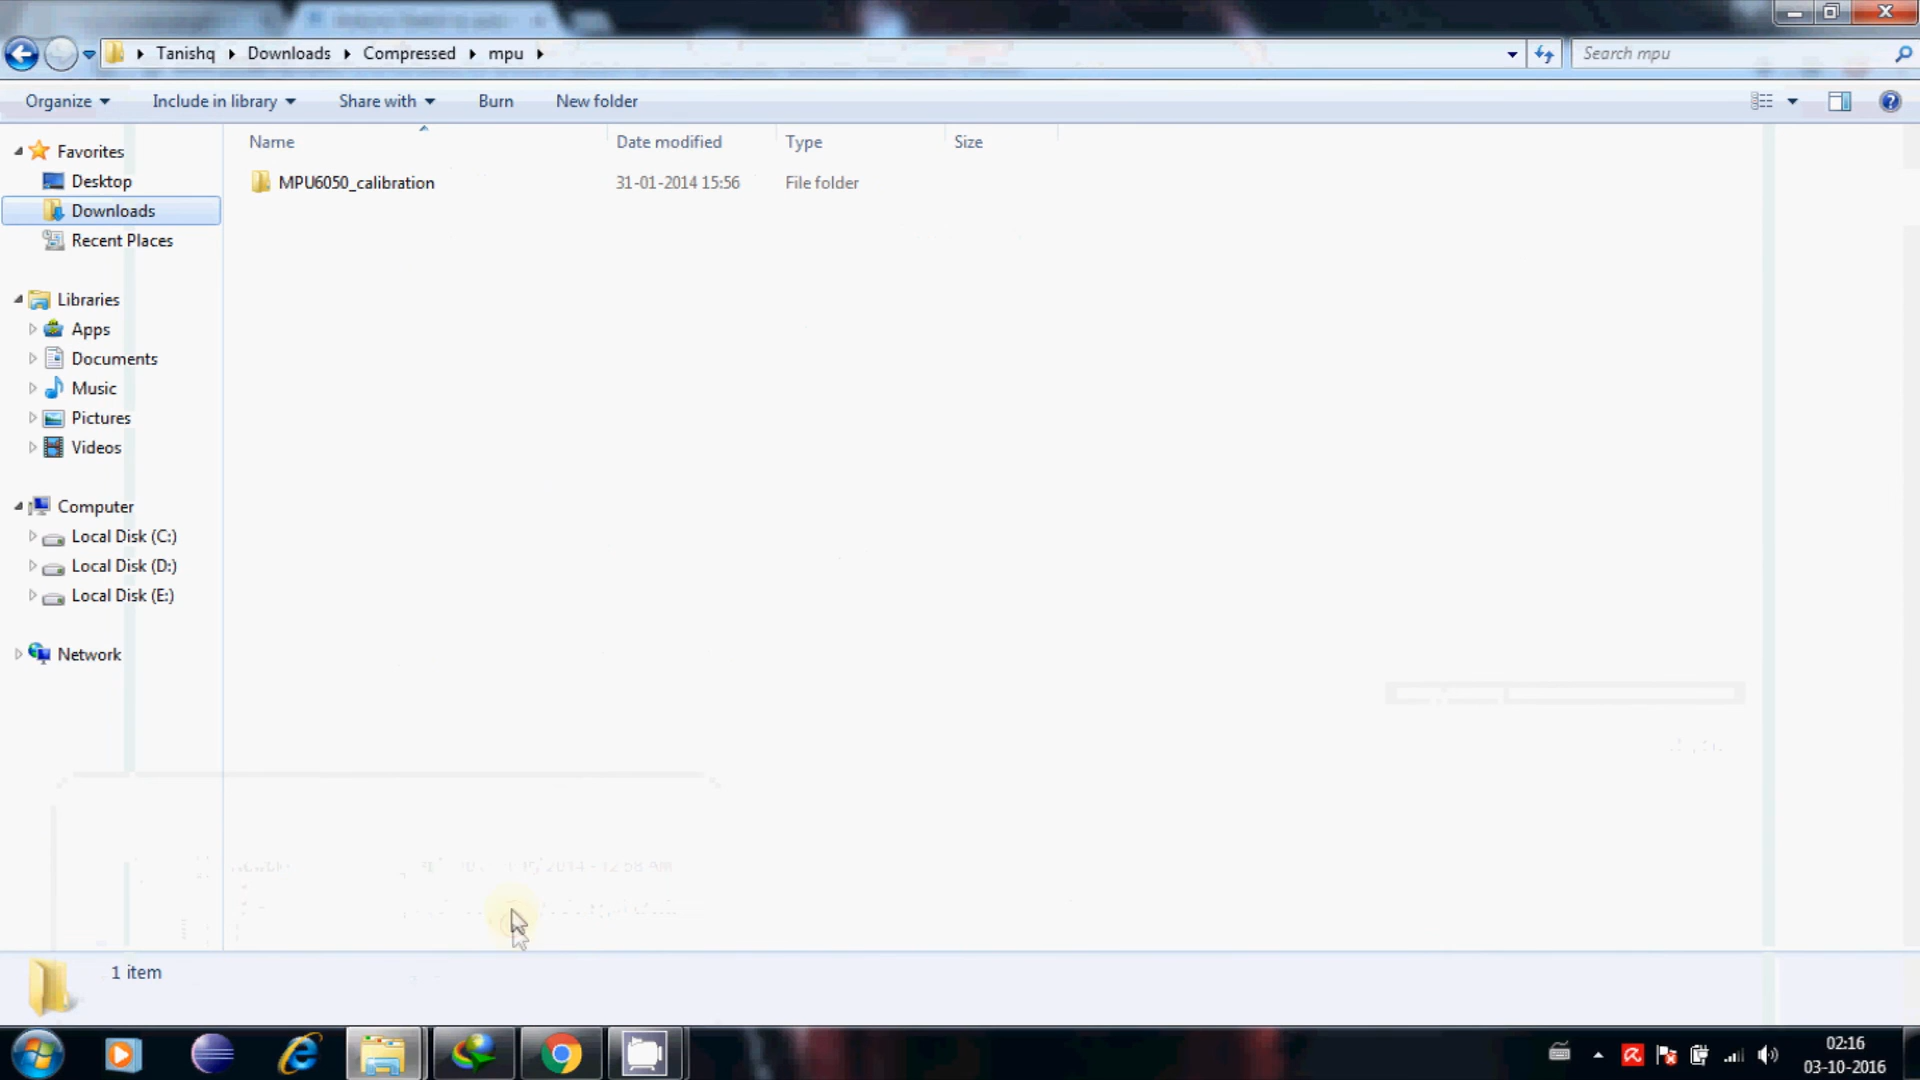 Tanishq Downloads Compressed mpu
Search mpu
Organize Include in library Share with Burn New folder
Name Date modified Type Size
MPU6050_calibration 31-01-2014 15:56 File folder
Favorites
Desktop
Downloads
Recent Places
Libraries
Apps
Documents
Music
Pictures
Videos
Computer
Local Disk (C:)
Local Disk (D:)
Local Disk (E:)
Network
1 item
02:16
03-10-2016